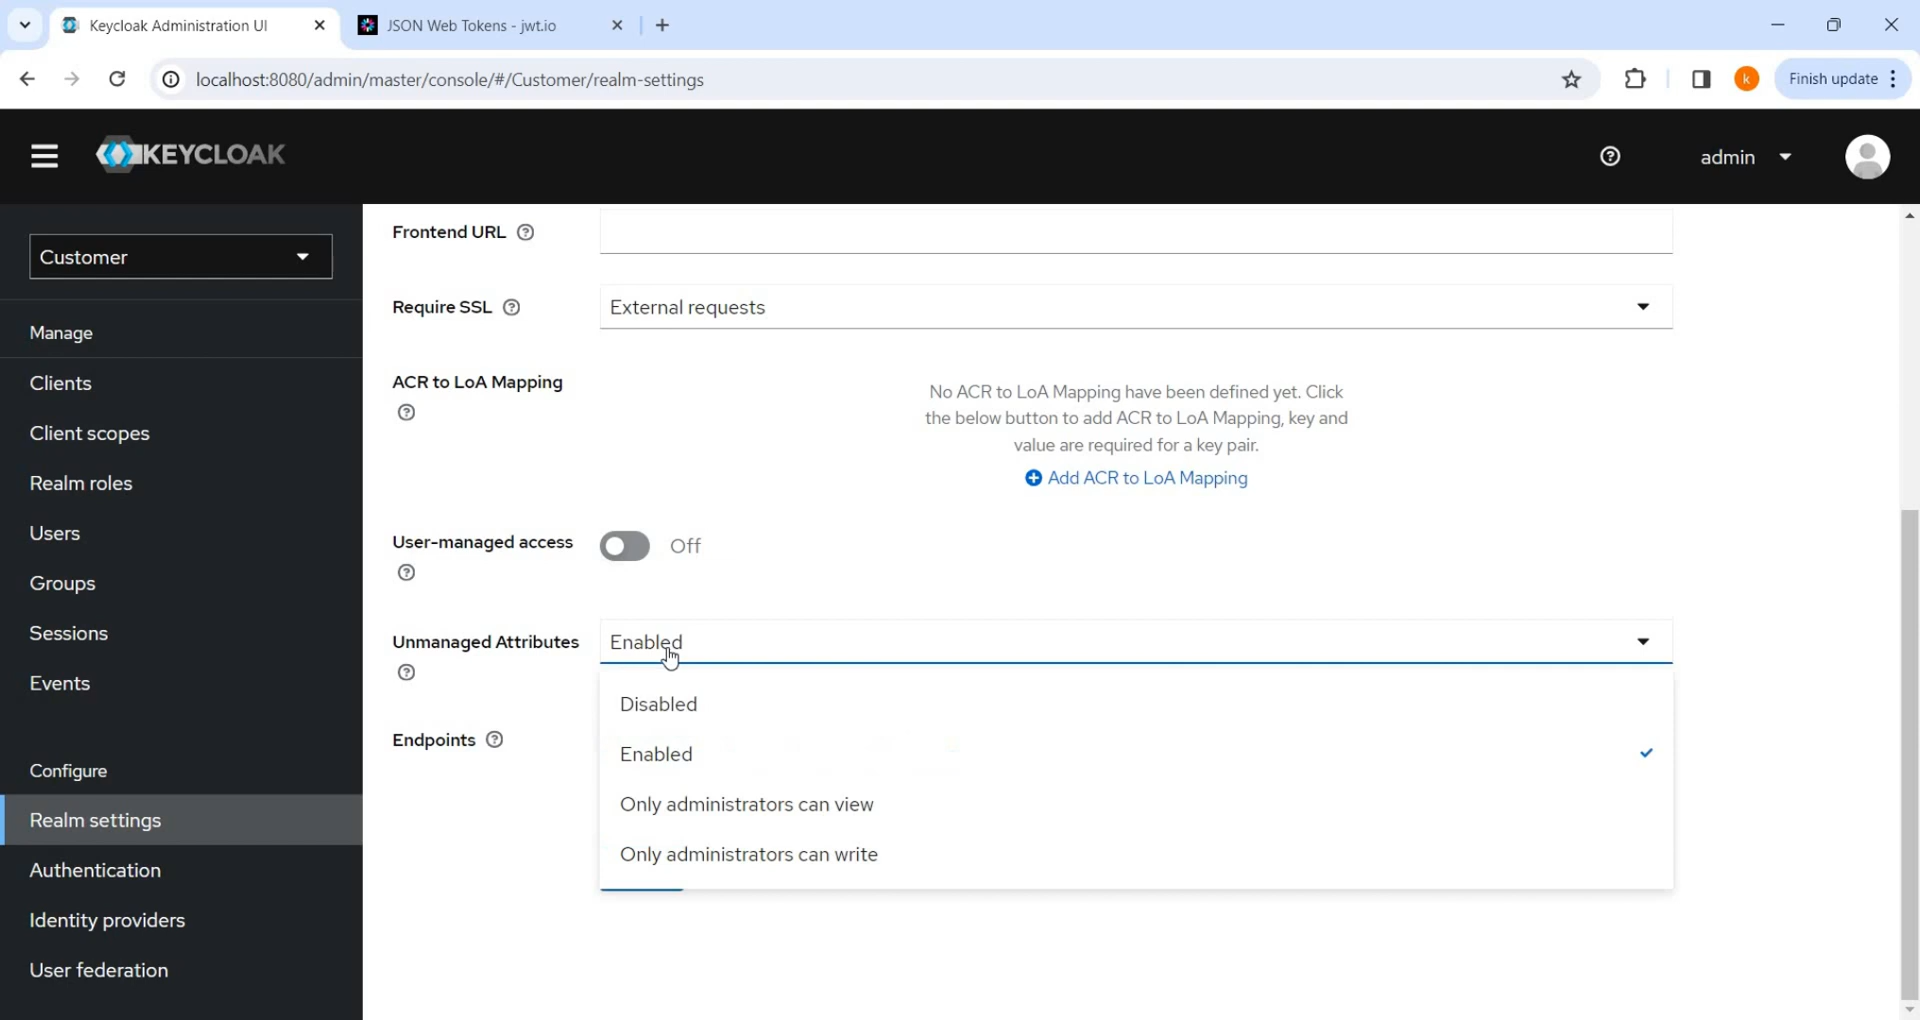 Keycloak Administration UI
JSON Web Tokens - jwt.io
localhost:8080/admin/master/console/#/Customer/realm-settings
k
Finish update
KEYCLOAK
admin
Customer
Manage
Clients
Client scopes
Realm roles
Users
Groups
Sessions
Events
Configure
Realm settings
Authentication
Identity providers
User federation
Frontend URL
Require SSL
External requests
ACR to LoA Mapping
No ACR to LoA Mapping have been defined yet. Click
the below button to add ACR to LoA Mapping, key and
value are required for a key pair.
Add ACR to LoA Mapping
User-managed access
Off
Unmanaged Attributes
Enabled
Disabled
Enabled
Only administrators can view
Only administrators can write
Endpoints